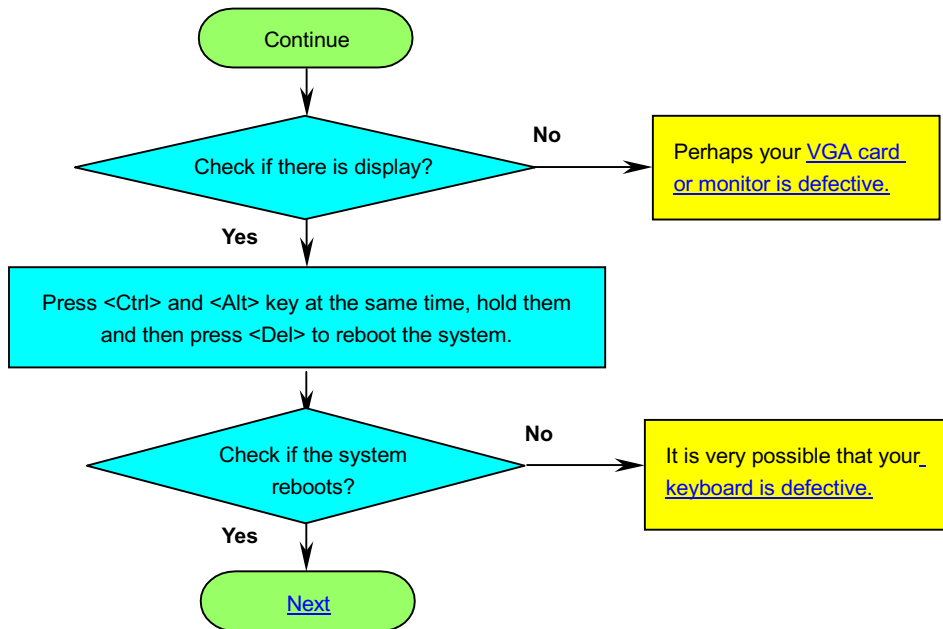 Continue
Check if there is display?
No
Perhaps your VGA card
or monitor is defective.
Yes
Press <Ctrl> and <Alt> key at the same time, hold them
and then press <Del> to reboot the system.
Check if the system
reboots?
No
It is very possible that your
keyboard is defective.
Yes
Next